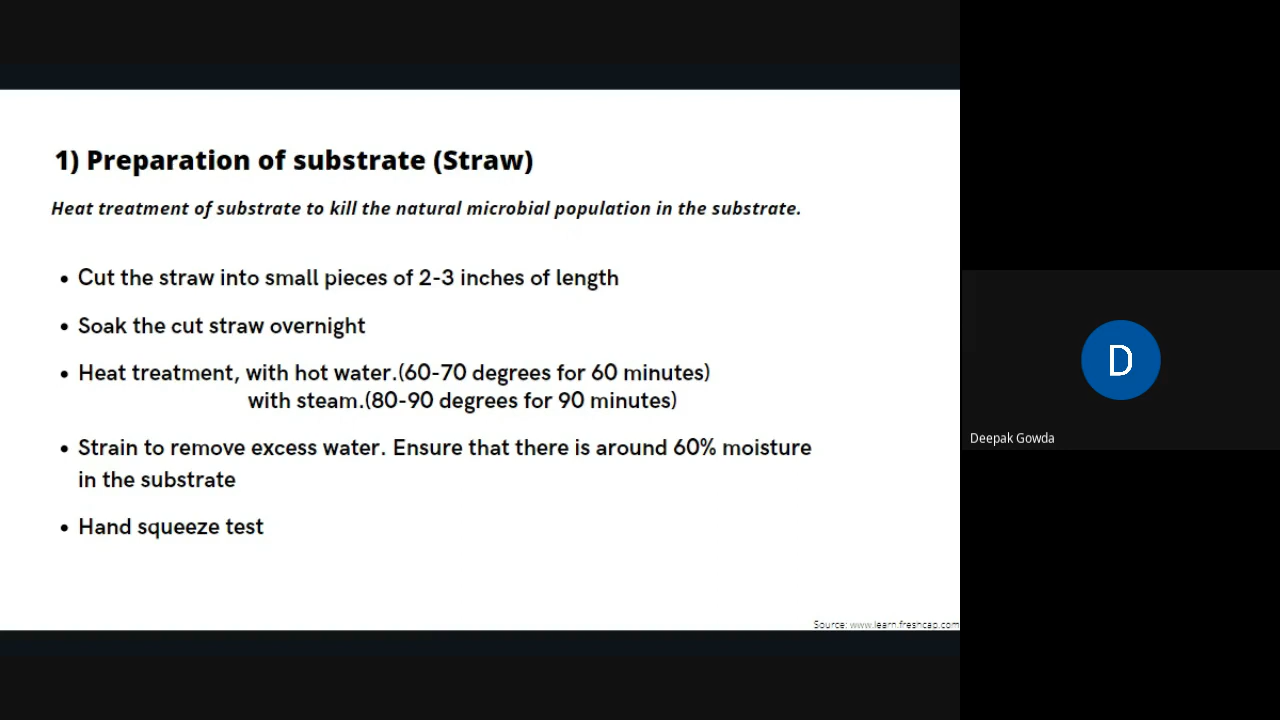 1) Preparation of substrate (Straw)
Heat treatment of substrate to kill the natural microbial population in the substrate.
• Cut the straw into small pieces of 2-3 inches of length
• Soak the cut straw overnight
• Heat treatment, with hot water.(60-70 degrees for 60 minutes)
with steam.(80-90 degrees for 90 minutes)
• Strain to remove excess water. Ensure that there is around 60% moisture
in the substrate
• Hand squeeze test
Source: www.learn.freshcap.com
D
Deepak Gowda